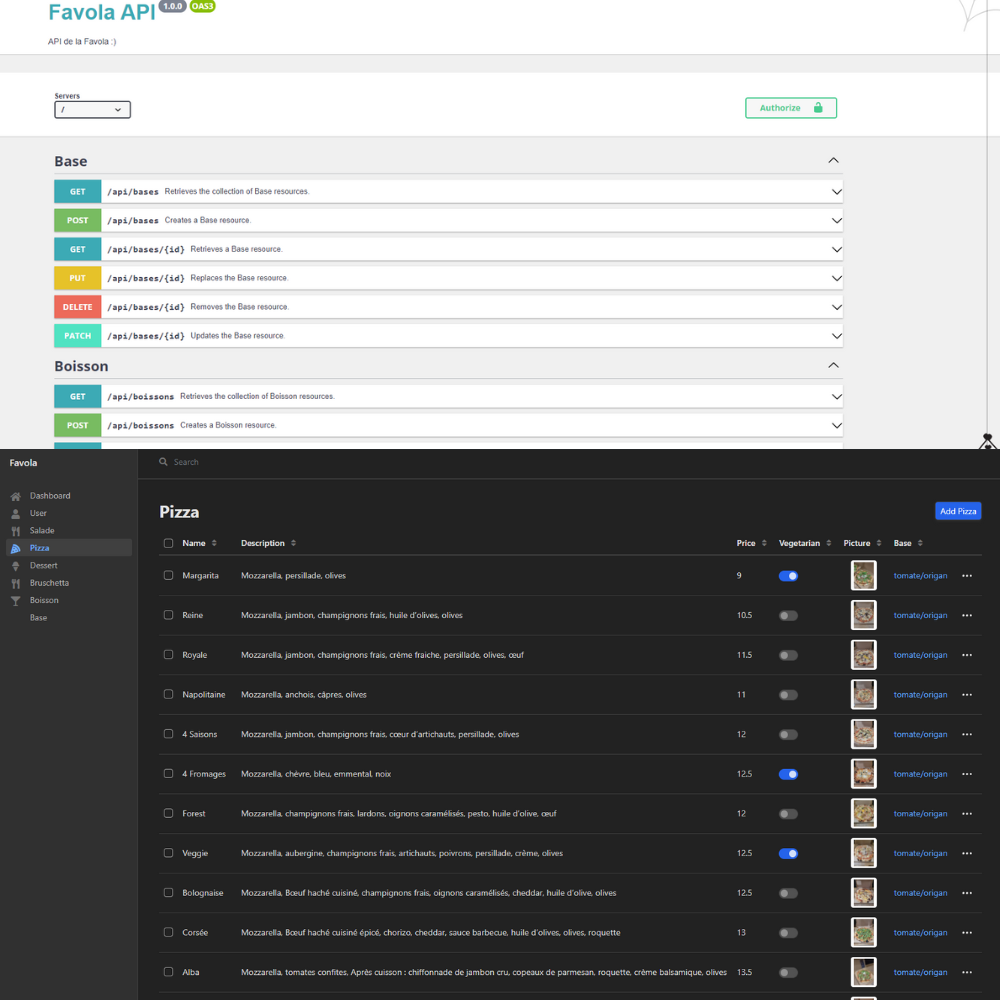 Favola API 1.0.0 OAS3
API de la Favola :)
Servers
/
Authorize
Base
GET /api/bases Retrieves the collection of Base resources.
POST /api/bases Creates a Base resource.
GET /api/bases/{id} Retrieves a Base resource.
PUT /api/bases/{id} Replaces the Base resource.
DELETE /api/bases/{id} Removes the Base resource.
PATCH /api/bases/{id} Updates the Base resource.
Boisson
GET /api/boissons Retrieves the collection of Boisson resources.
POST /api/boissons Creates a Boisson resource.
Favola
Dashboard
User
Salade
Pizza
Dessert
Bruschetta
Boisson
Base
Search
Pizza
Add Pizza
Name Description Price Vegetarian Picture Base
Margarita Mozzarella, persillade, olives 9 tomate/origan
Reine Mozzarella, jambon, champignons frais, huile d'olives, olives 10.5 tomate/origan
Royale Mozzarella, jambon, champignons frais, crème fraiche, persillade, olives, œuf 11.5 tomate/origan
Napolitaine Mozzarella, anchois, câpres, olives 11 tomate/origan
4 Saisons Mozzarella, jambon, champignons frais, cœur d'artichauts, persillade, olives 12 tomate/origan
4 Fromages Mozzarella, chèvre, bleu, emmental, noix 12.5 tomate/origan
Forest Mozzarella, champignons frais, lardons, oignons caramélisés, pesto, huile d'olive, œuf 12 tomate/origan
Veggie Mozzarella, aubergine, champignons frais, artichauts, poivrons, persillade, crème, olives 12.5 tomate/origan
Bolognaise Mozzarella, Bœuf haché cuisiné, champignons frais, oignons caramélisés, cheddar, huile d'olive, olives 12.5 tomate/origan
Corsée Mozzarella, Bœuf haché cuisiné épicé, chorizo, cheddar, sauce barbecue, huile d'olives, olives, roquette 13 tomate/origan
Alba Mozzarella, tomates confites, Après cuisson : chiffonnade de jambon cru, copeaux de parmesan, roquette, crème balsamique, olives 13.5 tomate/origan